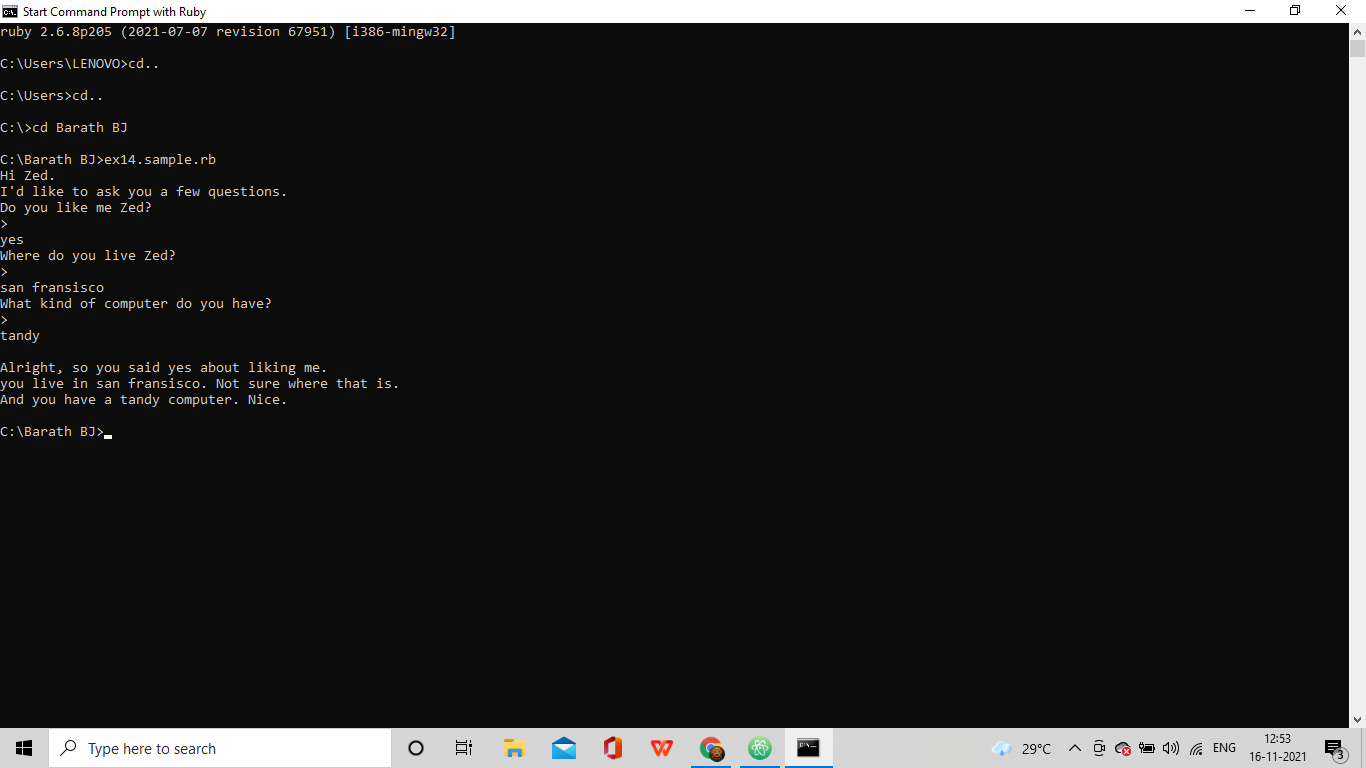 Start Command Prompt with Ruby
ruby 2.6.8p205 (2021-07-07 revision 67951) [i386-mingw32]
C:\Users\LENOVO>cd..
C:\Users>cd..
C:\>cd Barath BJ
C:\Barath BJ>ex14.sample.rb
Hi Zed.
I'd like to ask you a few questions.
Do you like me Zed?
>
yes
Where do you live Zed?
>
san fransisco
What kind of computer do you have?
>
tandy
Alright, so you said yes about liking me.
you live in san fransisco. Not sure where that is.
And you have a tandy computer. Nice.
C:\Barath BJ>
Type here to search
29°C
ENG
12:53
16-11-2021
3